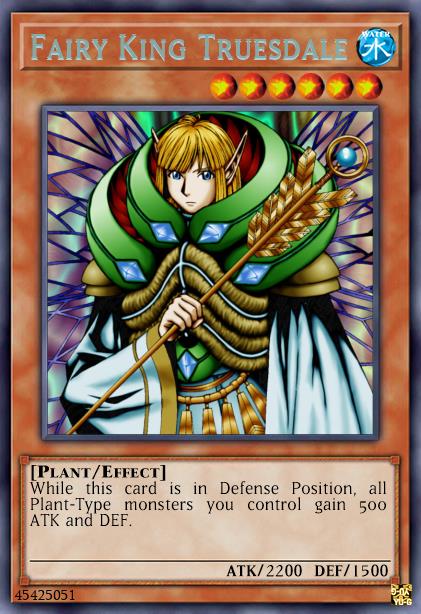 Fairy King Truesdale
WATER
水
[Plant/Effect]
While this card is in Defense Position, all
Plant-Type monsters you control gain 500
ATK and DEF.
ATK/2200 DEF/1500
45425051